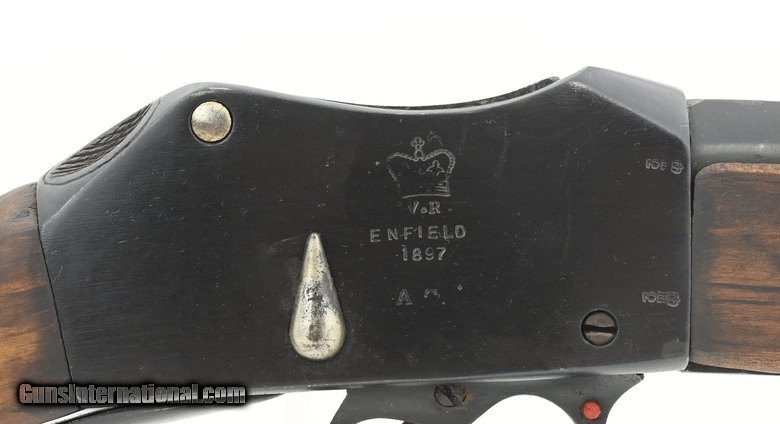 V.R
ENFIELD
1897
A
GunsInternational.com